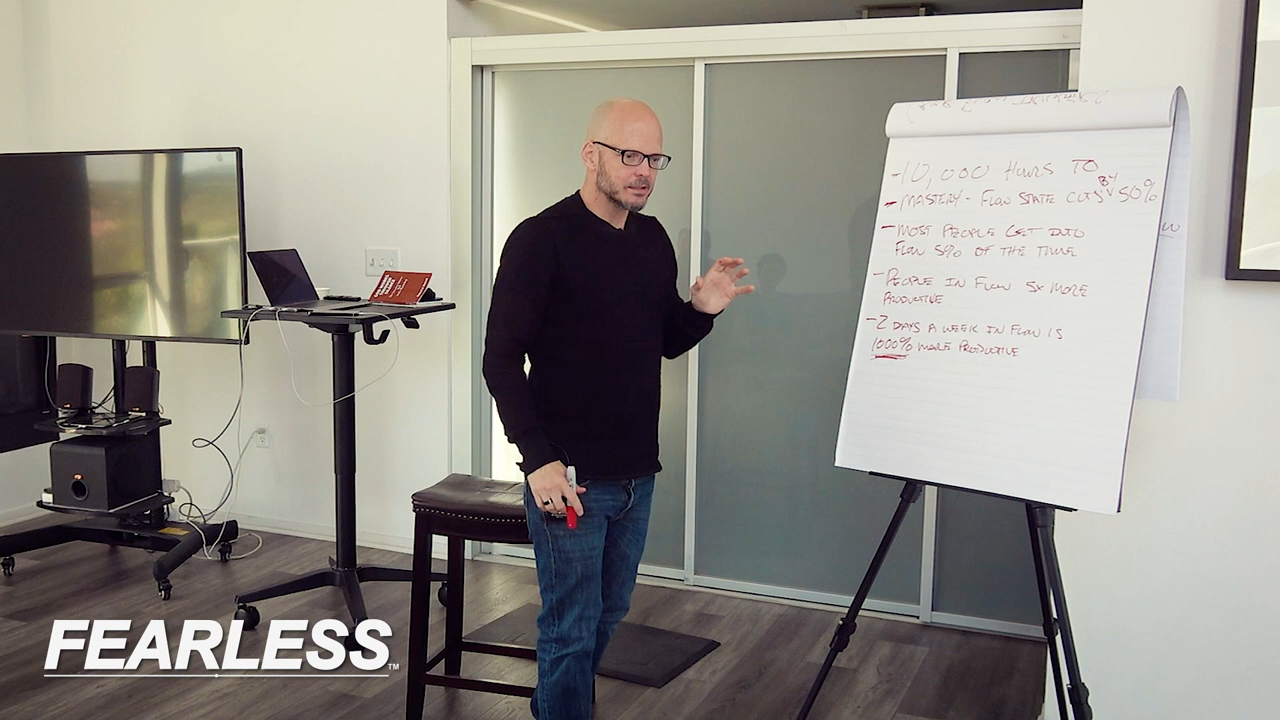 - 10,000 HOURS TO
- MASTERY - FLOW STATE CUTS BY 50%
- MOST PEOPLE GET INTO
FLOW 5% OF THE TIME
- PEOPLE IN FLOW 5X MORE
PRODUCTIVE
- 2 DAYS A WEEK IN FLOW IS
1000% MORE PRODUCTIVE
FEARLESS™